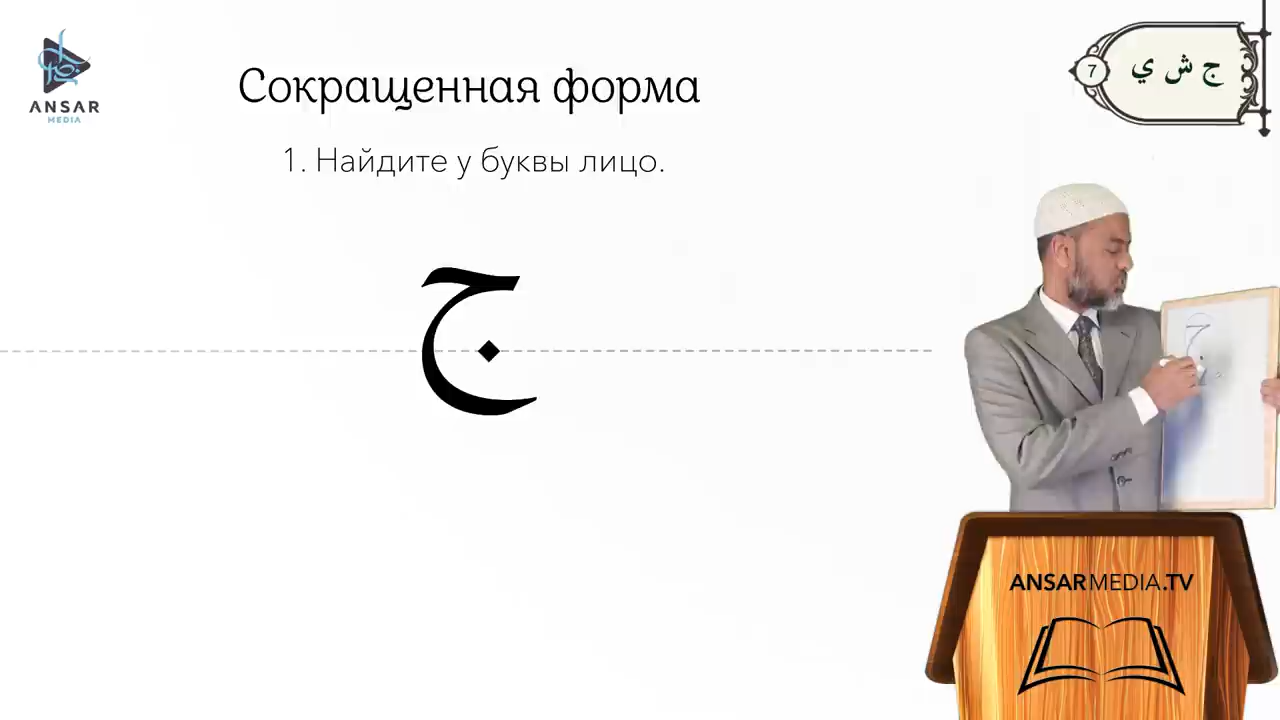 ANSAR
MEDIA
Сокращенная форма
1. Найдите у буквы лицо.
7
ج ش ي
ج
ANSARMEDIA.TV